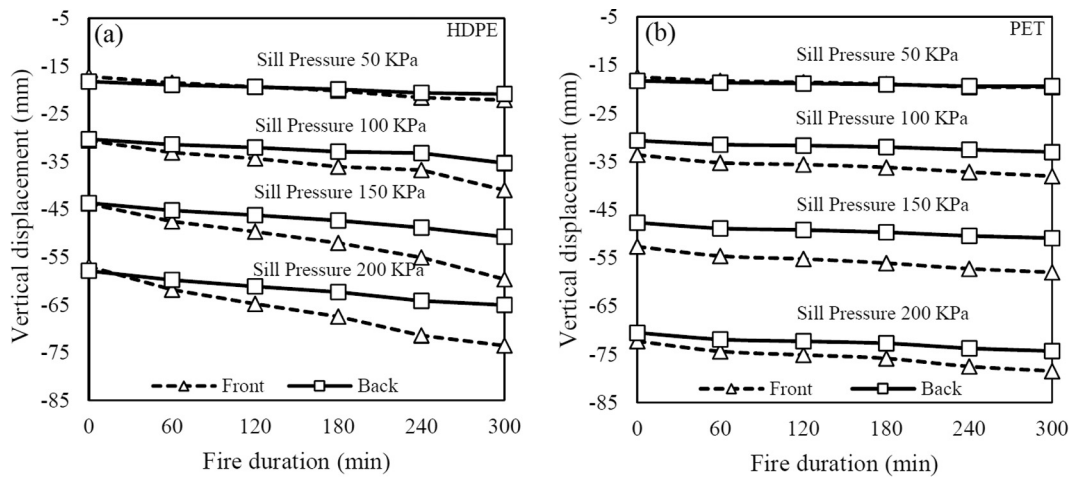 (a)
HDPE
Sill Pressure 50 KPa
Sill Pressure 100 KPa
Sill Pressure 150 KPa
Sill Pressure 200 KPa
Front
Back
Vertical displacement (mm)
-5
-15
-25
-35
-45
-55
-65
-75
-85
0 60 120 180 240 300
Fire duration (min)
(b)
PET
Sill Pressure 50 KPa
Sill Pressure 100 KPa
Sill Pressure 150 KPa
Sill Pressure 200 KPa
Front
Back
Vertical displacement (mm)
-5
-15
-25
-35
-45
-55
-65
-75
-85
0 60 120 180 240 300
Fire duration (min)